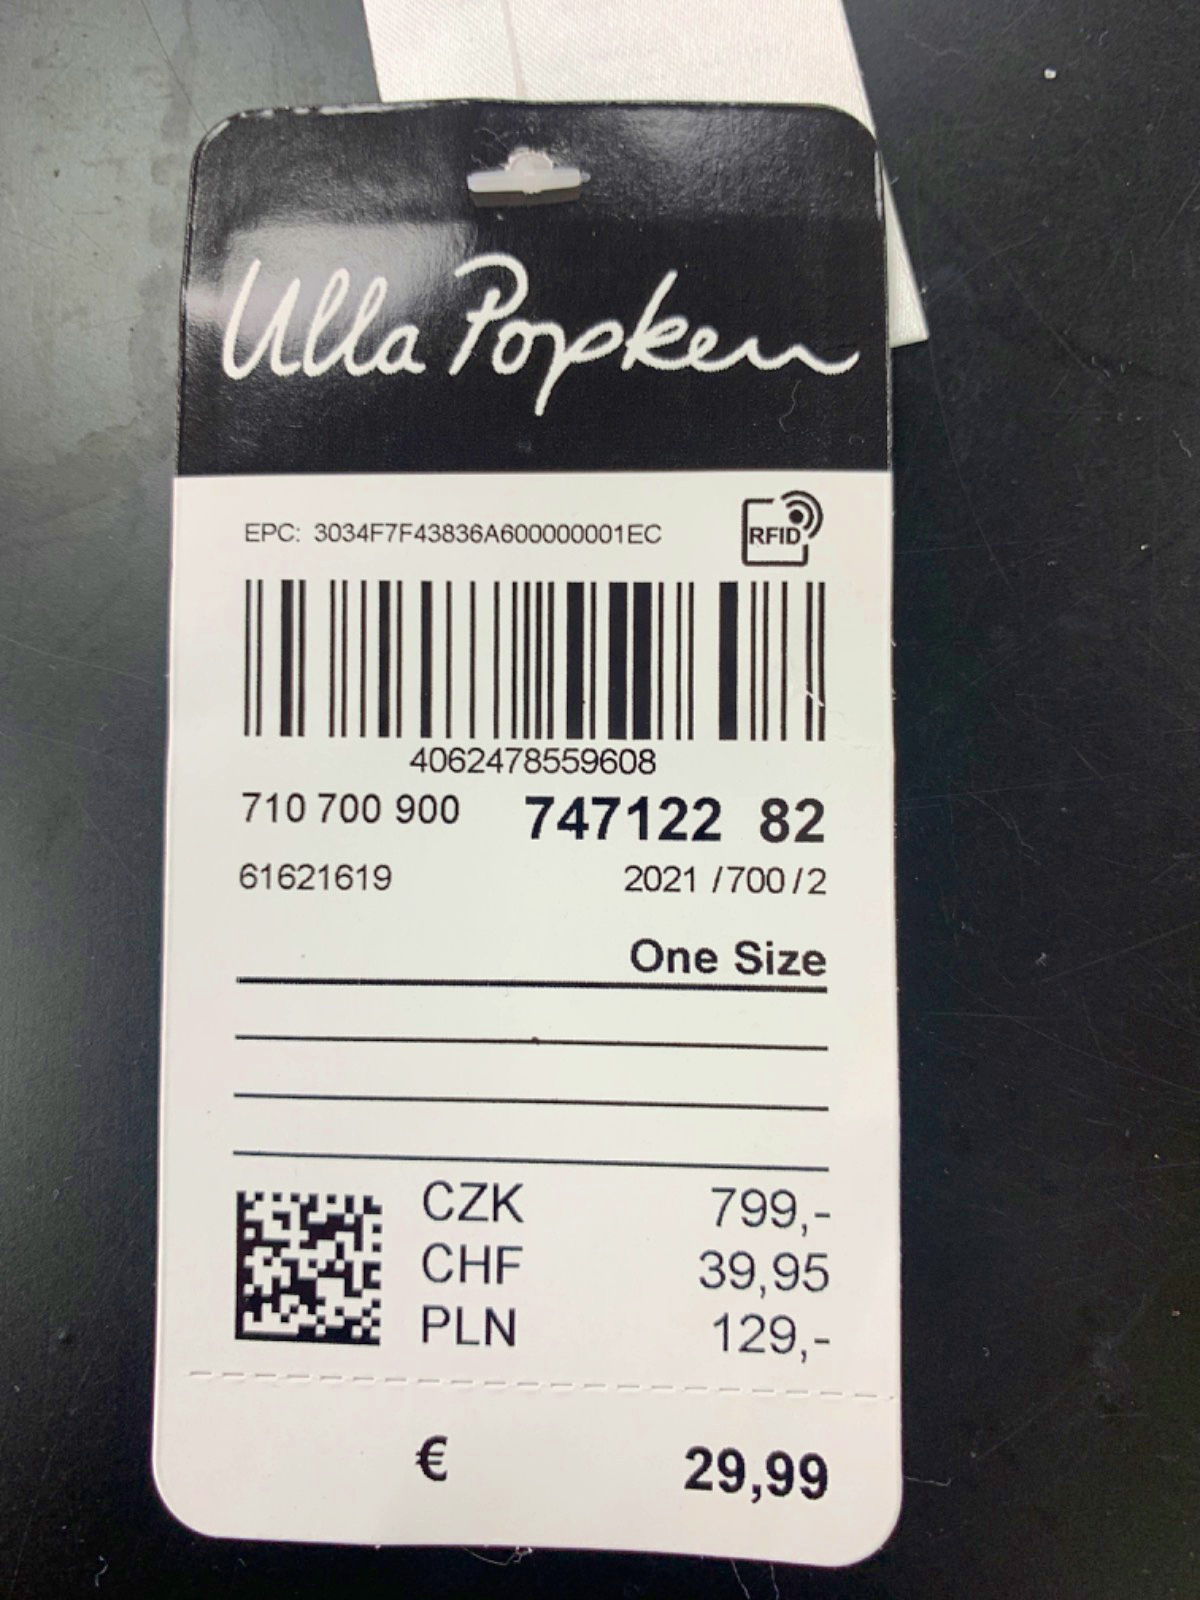 Ulla Popken
EPC: 3034F7F43836A600000001EC
RFID
4062478559608
710 700 900 747122 82
61621619 2021 /700/2
One Size
CZK 799,-
CHF 39,95
PLN 129,-
€ 29,99